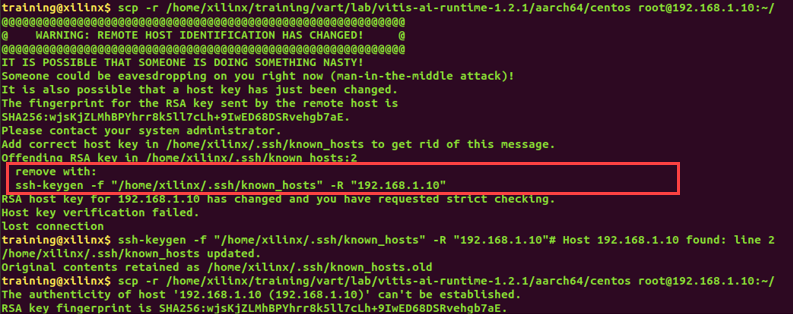 training@xilinx$ scp -r /home/xilinx/training/vart/lab/vitis-ai-runtime-1.2.1/aarch64/centos root@192.168.1.10:~/
@@@@@@@@@@@@@@@@@@@@@@@@@@@@@@@@@@@@@@@@@@@@@@@@@@@@@@@@@@@
@    WARNING: REMOTE HOST IDENTIFICATION HAS CHANGED!     @
@@@@@@@@@@@@@@@@@@@@@@@@@@@@@@@@@@@@@@@@@@@@@@@@@@@@@@@@@@@
IT IS POSSIBLE THAT SOMEONE IS DOING SOMETHING NASTY!
Someone could be eavesdropping on you right now (man-in-the-middle attack)!
It is also possible that a host key has just been changed.
The fingerprint for the RSA key sent by the remote host is
SHA256:wjsKjZLMhBPYhrr8k5ll7cLh+9IwED68DSRvehgb7aE.
Please contact your system administrator.
Add correct host key in /home/xilinx/.ssh/known_hosts to get rid of this message.
Offending RSA key in /home/xilinx/.ssh/known_hosts:2
remove with:
ssh-keygen -f "/home/xilinx/.ssh/known_hosts" -R "192.168.1.10"
RSA host key for 192.168.1.10 has changed and you have requested strict checking.
Host key verification failed.
lost connection
training@xilinx$ ssh-keygen -f "/home/xilinx/.ssh/known_hosts" -R "192.168.1.10"# Host 192.168.1.10 found: line 2
/home/xilinx/.ssh/known_hosts updated.
Original contents retained as /home/xilinx/.ssh/known_hosts.old
training@xilinx$ scp -r /home/xilinx/training/vart/lab/vitis-ai-runtime-1.2.1/aarch64/centos root@192.168.1.10:~/
The authenticity of host '192.168.1.10 (192.168.1.10)' can't be established.
RSA key fingerprint is SHA256:wjsKjZLMhBPYhrr8k5ll7cLh+9IwED68DSRvehgb7aE.